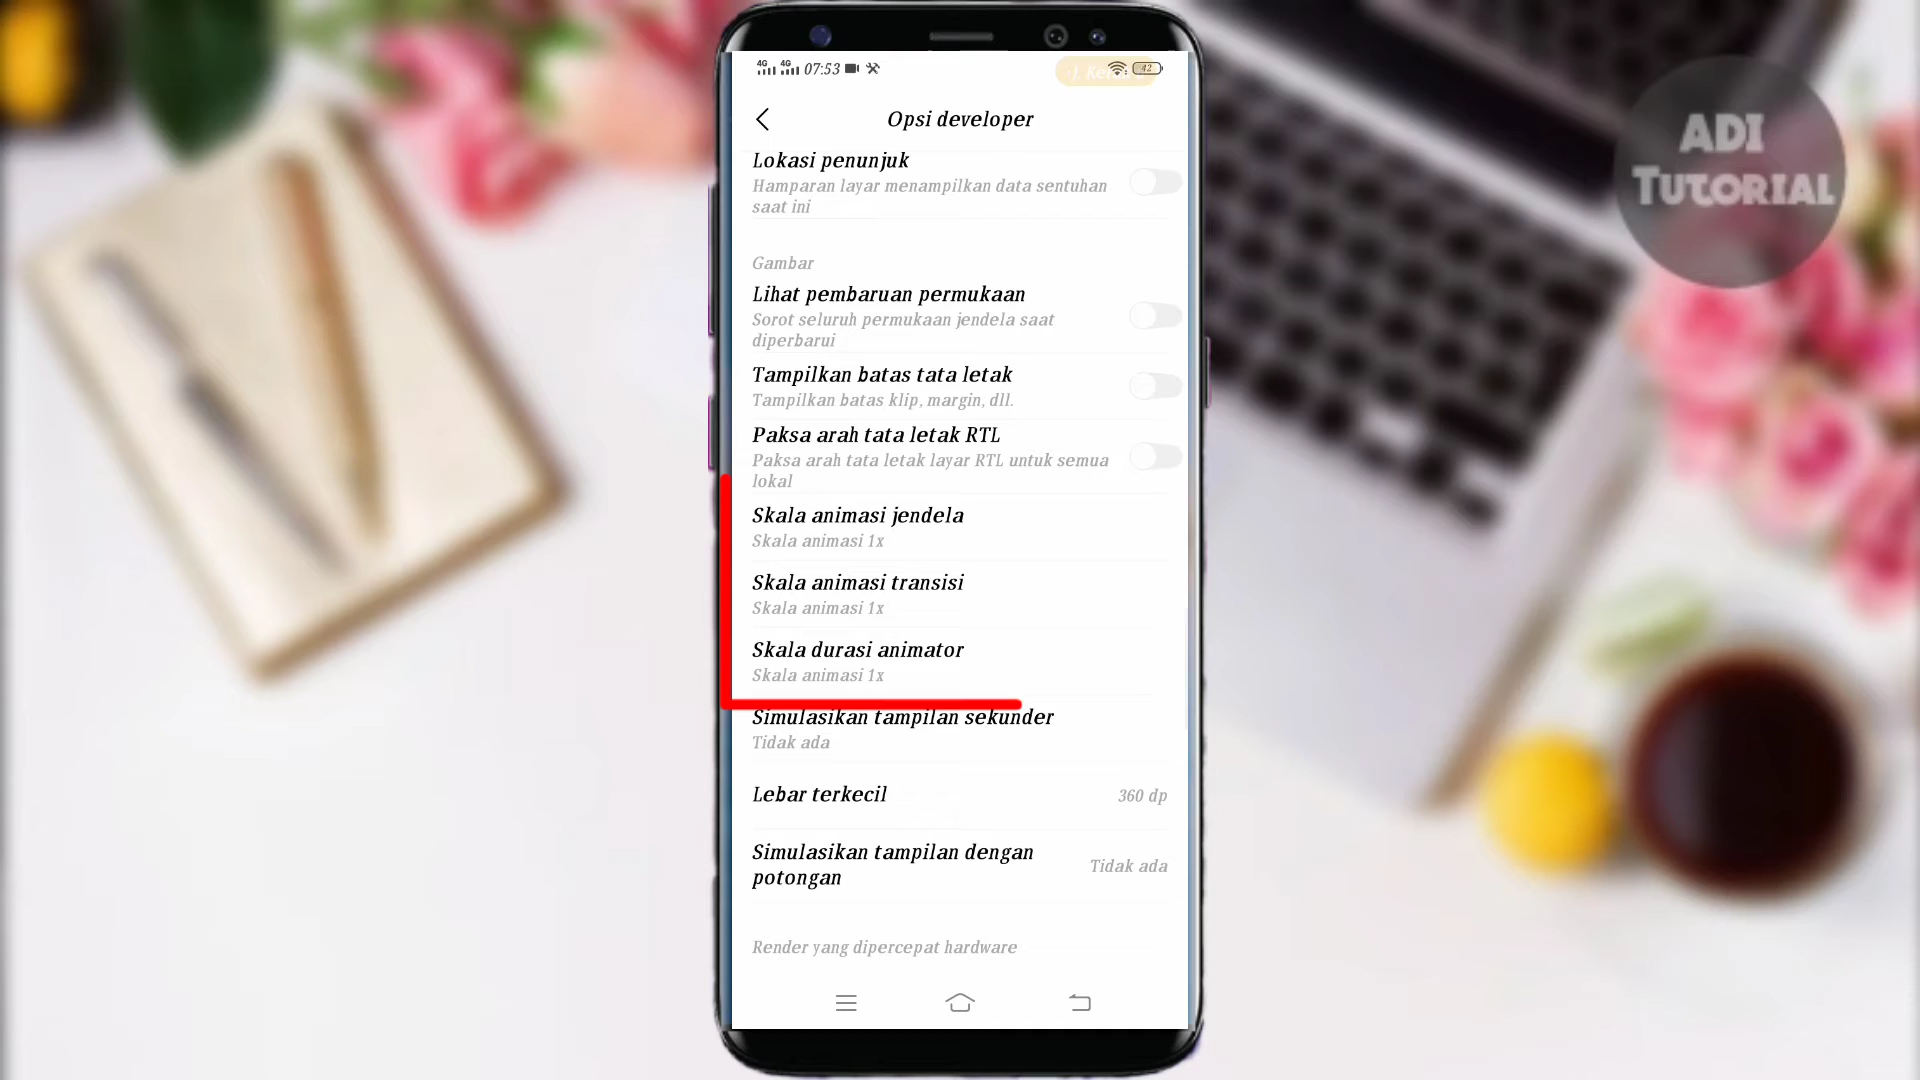 4G 4G 07:53 42
Opsi developer
Lokasi penunjuk
Hamparan layar menampilkan data sentuhan
saat ini
Gambar
Lihat pembaruan permukaan
Sorot seluruh permukaan jendela saat
diperbarui
Tampilkan batas tata letak
Tampilkan batas klip, margin, dll.
Paksa arah tata letak RTL
Paksa arah tata letak layar RTL untuk semua
lokal
Skala animasi jendela
Skala animasi 1x
Skala animasi transisi
Skala animasi 1x
Skala durasi animator
Skala animasi 1x
Simulasikan tampilan sekunder
Tidak ada
Lebar terkecil 360 dp
Simulasikan tampilan dengan
potongan
Tidak ada
Render yang dipercepat hardware
ADI
TUTORIAL